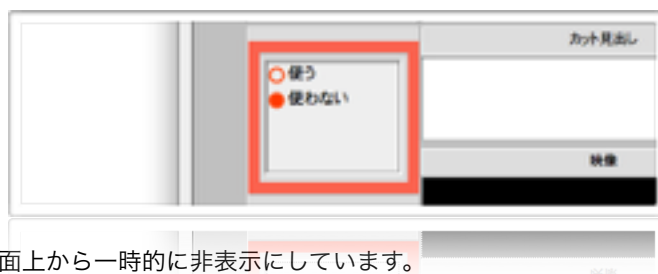 カット見出し
使う
使わない
映像
面上から一時的に非表示にしています。